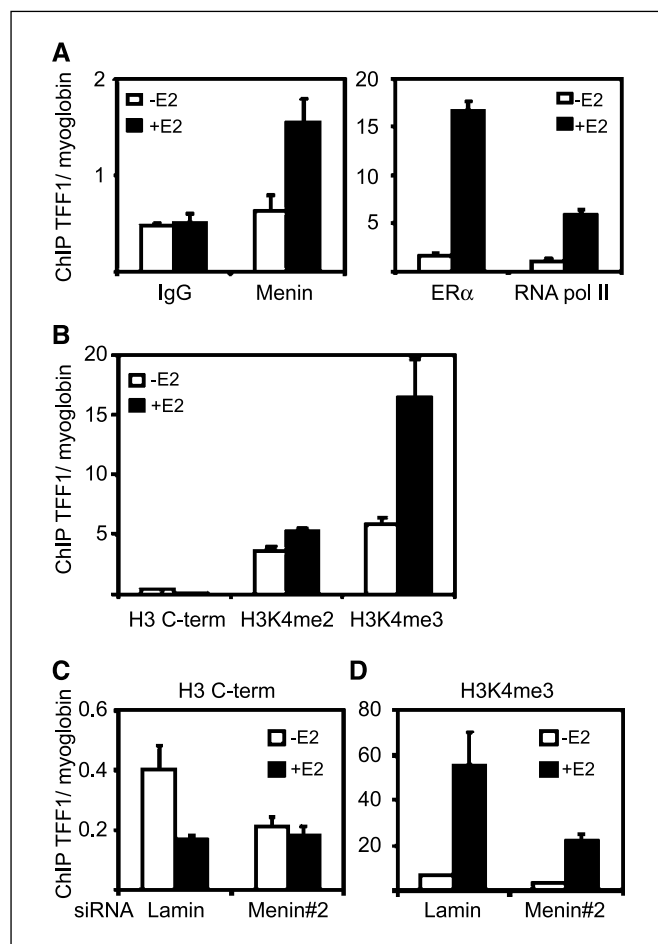 A
ChIP TFF1/ myoglobin
2
1
-E2
+E2
IgG Menin
20
15
10
5
-E2
+E2
ERα RNA pol II
B
ChIP TFF1/ myoglobin
20
15
10
5
-E2
+E2
H3 C-term H3K4me2 H3K4me3
C
H3 C-term
ChIP TFF1/ myoglobin
0.6
0.4
0.2
-E2
+E2
siRNA Lamin Menin#2
D
H3K4me3
80
60
40
20
-E2
+E2
Lamin Menin#2